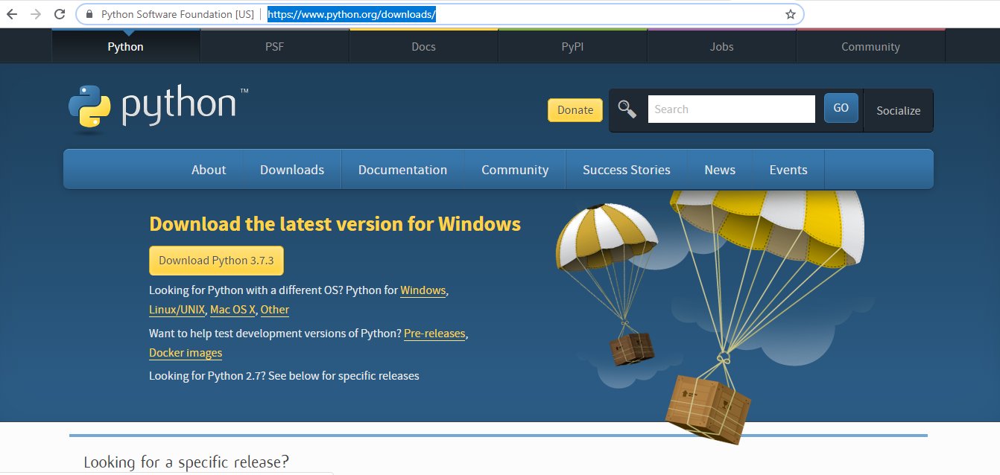 Python Software Foundation [US] | https://www.python.org/downloads/
Python PSF Docs PyPI Jobs Community
python™
Donate Search GO Socialize
About Downloads Documentation Community Success Stories News Events
Download the latest version for Windows
Download Python 3.7.3
Looking for Python with a different OS? Python for Windows,
Linux/UNIX, Mac OS X, Other
Want to help test development versions of Python? Pre-releases,
Docker images
Looking for Python 2.7? See below for specific releases
Looking for a specific release?